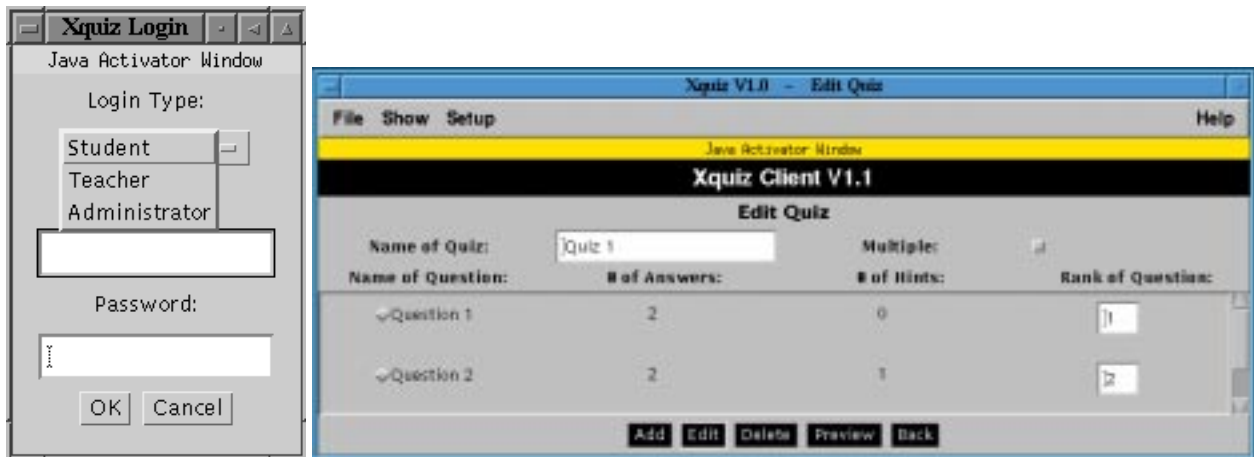 Xquiz Login
Java Activator Window
Login Type:
Student
Teacher
Administrator
Password:
OK Cancel
Xquiz V1.0 - Edit Quiz
File Show Setup Help
Java Activator Window
Xquiz Client V1.1
Edit Quiz
Name of Quiz: Quiz 1 Multiple:
Name of Question: # of Answers: # of Hints: Rank of Question:
Question 1 2 0 1
Question 2 2 1 2
Add Edit Delete Preview Back